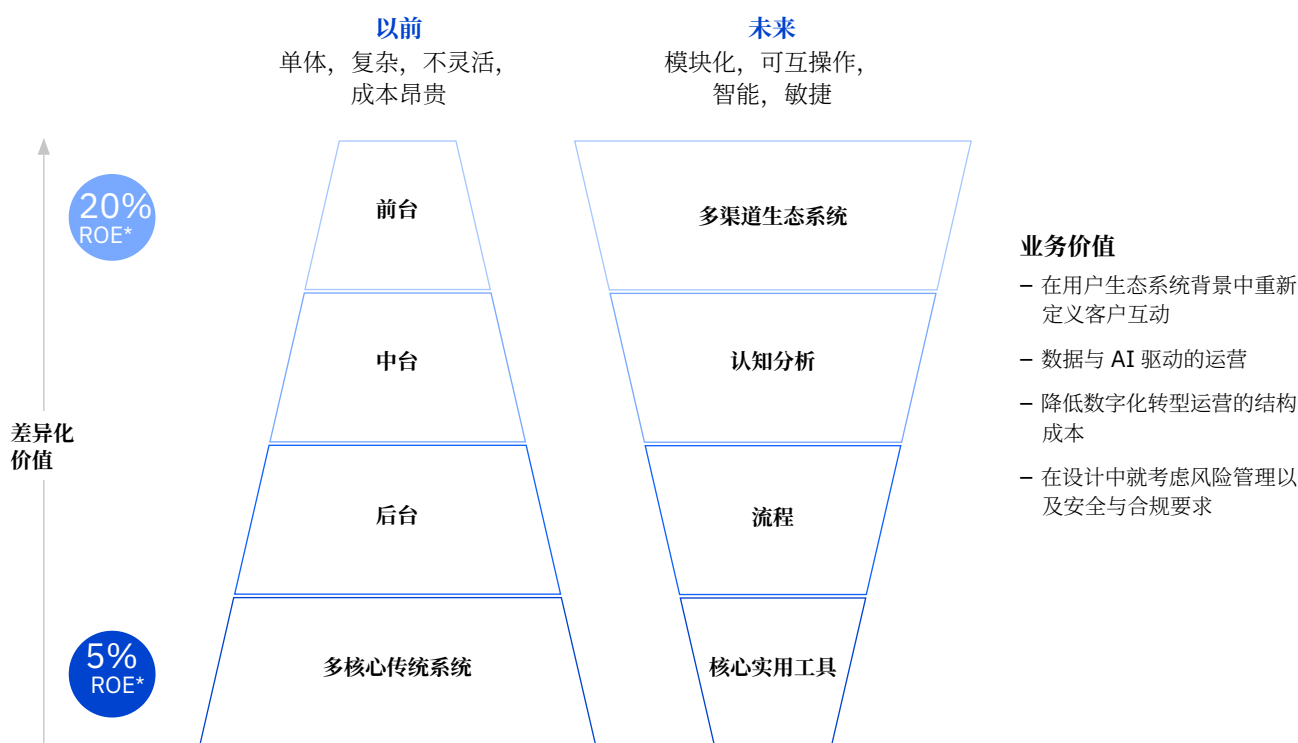 以前
单体，复杂，不灵活，
成本昂贵
未来
模块化，可互操作，
智能，敏捷
20%
ROE*
差异化
价值
5%
ROE*
前台
中台
后台
多核心传统系统
多渠道生态系统
认知分析
流程
核心实用工具
业务价值
– 在用户生态系统背景中重新
定义客户互动
– 数据与 AI 驱动的运营
– 降低数字化转型运营的结构
成本
– 在设计中就考虑风险管理以
及安全与合规要求